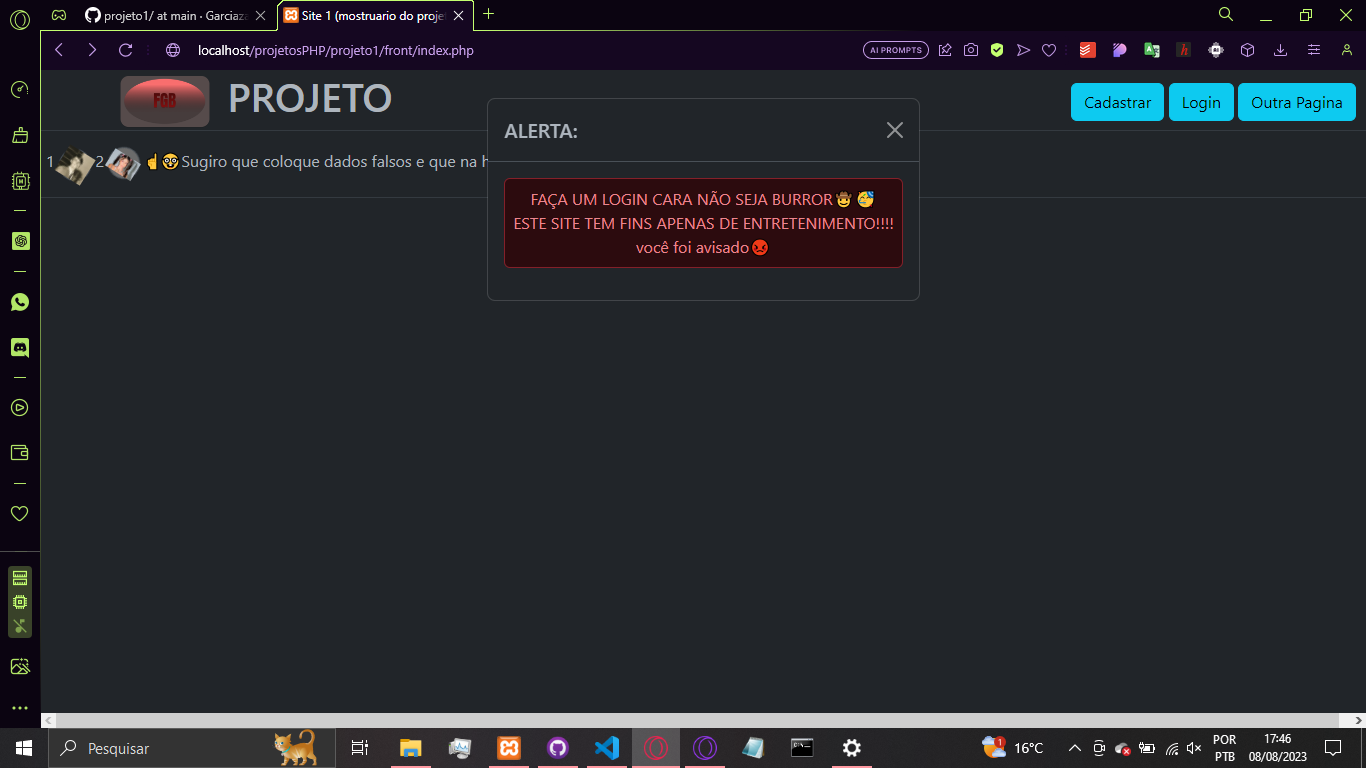 projeto1/ at main · Garciaza
Site 1 (mostruario do proje
localhost/projetosPHP/projeto1/front/index.php
AI PROMPTS
FGB
PROJETO
Cadastrar
Login
Outra Pagina
ALERTA:
1 2 ☝🤓Sugiro que coloque dados falsos e que na h
FAÇA UM LOGIN CARA NÃO SEJA BURROR🤠 🥳
ESTE SITE TEM FINS APENAS DE ENTRETENIMENTO!!!!
você foi avisado😡
Pesquisar
16°C
POR
PTB
17:46
08/08/2023